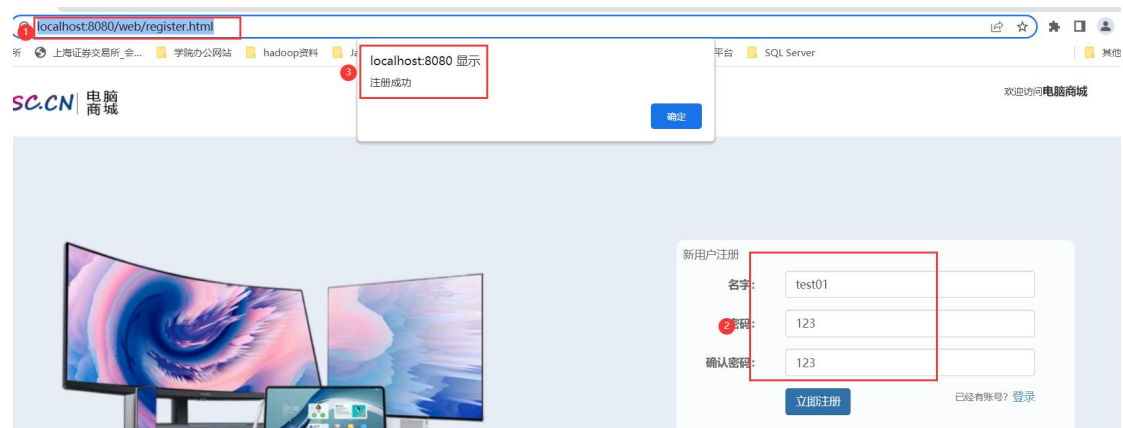 1
localhost:8080/web/register.html
所 上海证券交易所_会... 学院办公网站 hadoop资料 平台 SQL Server 其他
3
localhost:8080 显示
注册成功
确定
SC.CN 电脑商城
欢迎访问电脑商城
新用户注册
名字: test01
2
密码: 123
确认密码: 123
立即注册 已经有账号? 登录